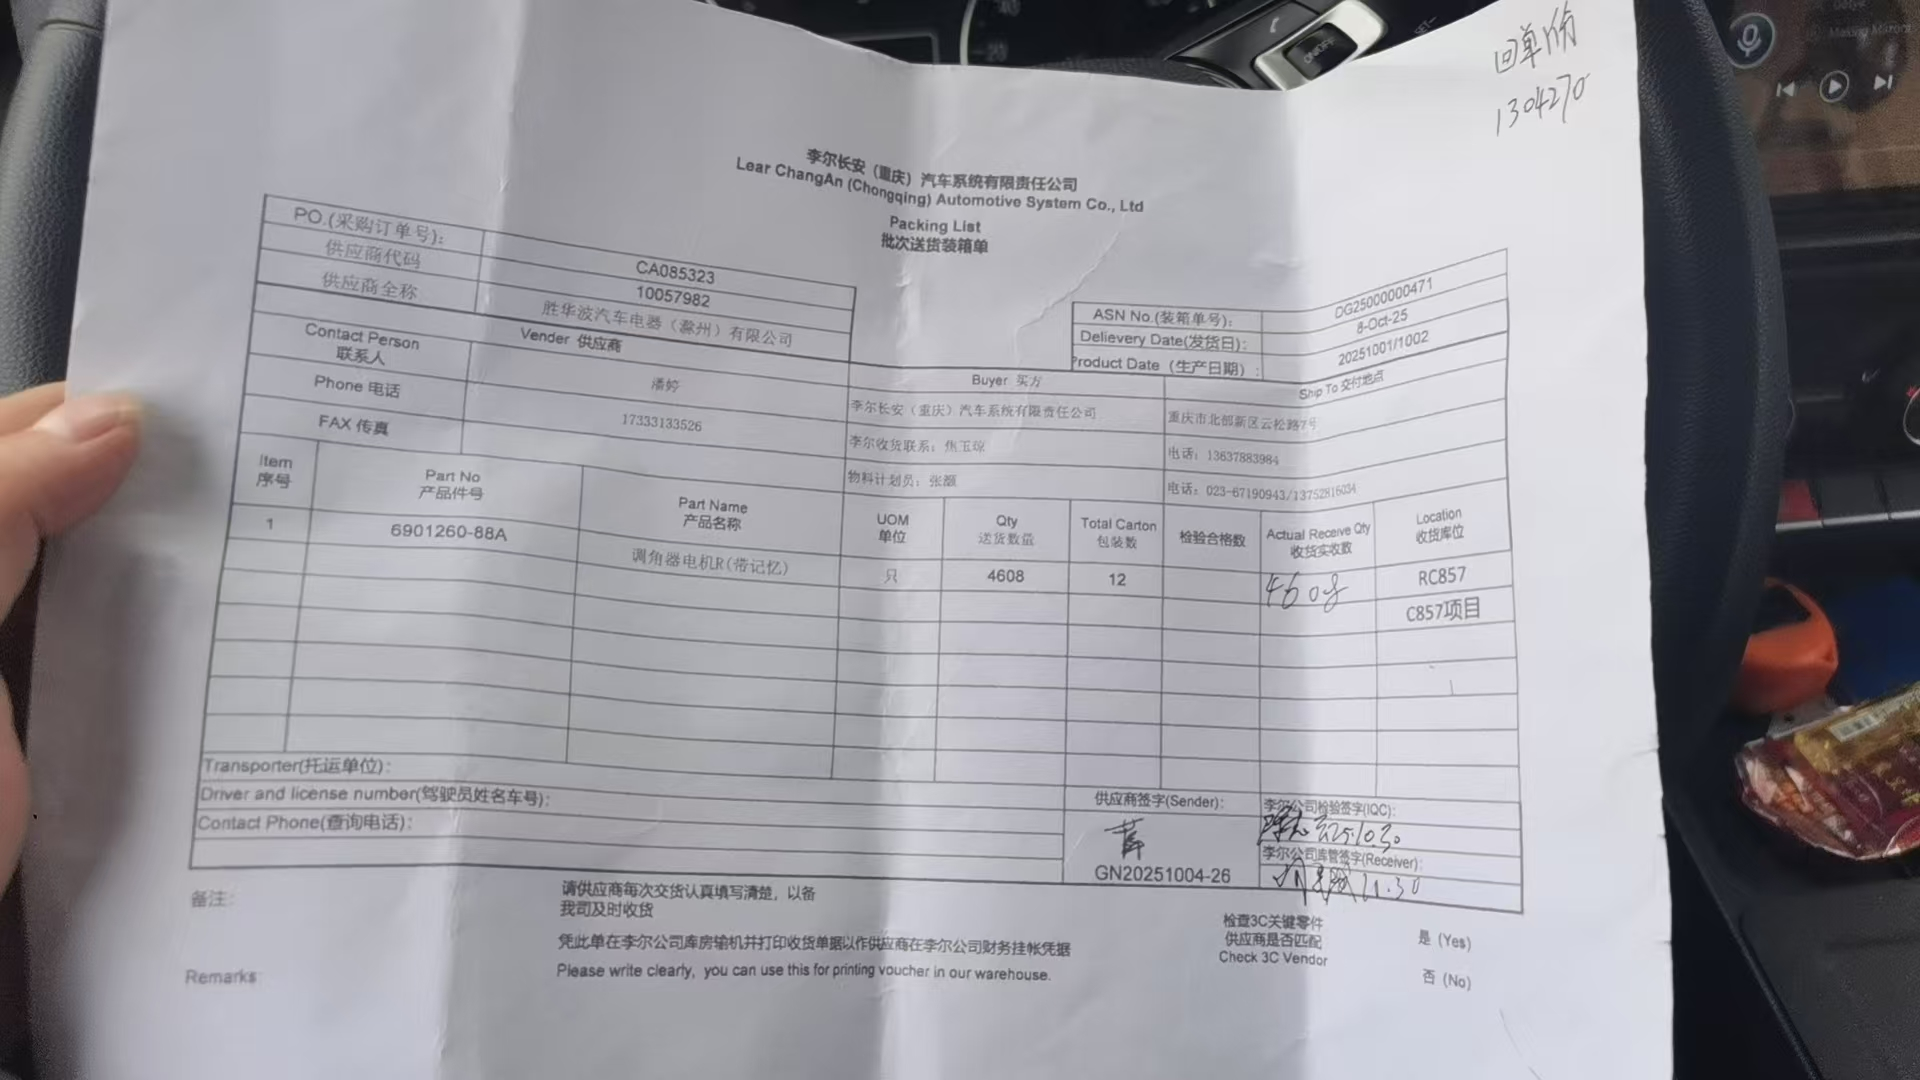 回单1份
1304270
李尔长安（重庆）汽车系统有限责任公司
Lear ChangAn (Chongqing) Automotive System Co., Ltd
Packing List
批次送货装箱单
PO.(采购订单号): CA085323
供应商代码 10057982
供应商全称 胜华波汽车电器（滁州）有限公司
ASN No.(装箱单号): DG25000000471
Delievery Date(发货日): 8-Oct-25
Product Date（生产日期）: 20251001/1002
Vender 供应商 Buyer 买方 Ship To 交付地点
Contact Person 联系人 潘婷 李尔长安（重庆）汽车系统有限责任公司 重庆市北部新区云松路7号
Phone 电话 17333133526 李尔收货联系: 焦玉琼 电话: 13637883984
FAX 传真 物料计划员: 张颢 电话: 023-67190943/13752816034
Item 序号 Part No 产品件号 Part Name 产品名称 UOM 单位 Qty 送货数量 Total Carton 包装数 检验合格数 Actual Receive Qty 收货实收数 Location 收货库位
1 6901260-88A 调角器电机R(带记忆) 只 4608 12 4608 RC857
C857项目
Transporter(托运单位):
Driver and license number(驾驶员姓名车号):
Contact Phone(查询电话):
供应商签字(Sender):
GN20251004-26
李尔公司检验签字(IQC):
李尔公司库管签字(Receiver):
备注:
请供应商每次交货认真填写清楚，以备
我司及时收货
凭此单在李尔公司库房输机并打印收货单据以作供应商在李尔公司财务挂帐凭据
Remarks:
Please write clearly, you can use this for printing voucher in our warehouse.
检查3C关键零件
供应商是否匹配
Check 3C Vendor
是 (Yes)
否 (No)
ON/OFF
Making Mirrors